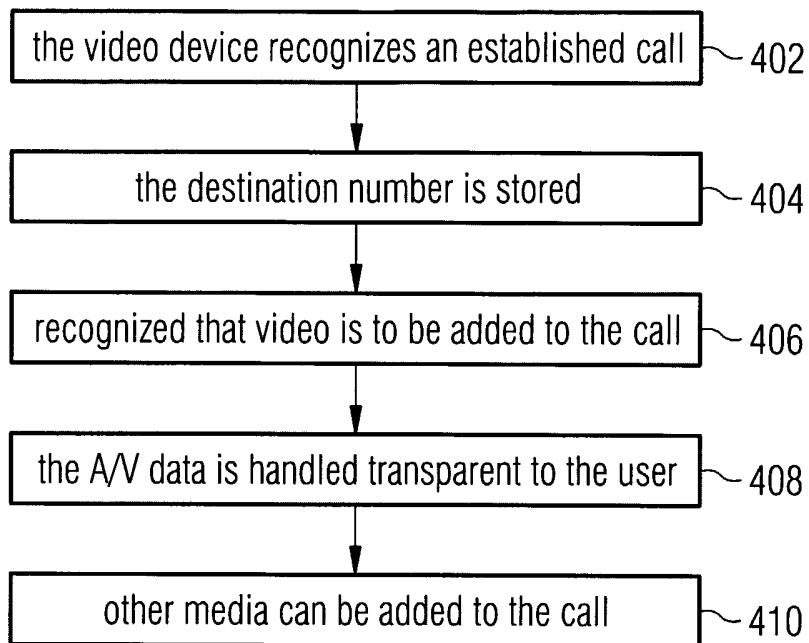 the video device recognizes an established call 402
the destination number is stored 404
recognized that video is to be added to the call 406
the A/V data is handled transparent to the user 408
other media can be added to the call 410